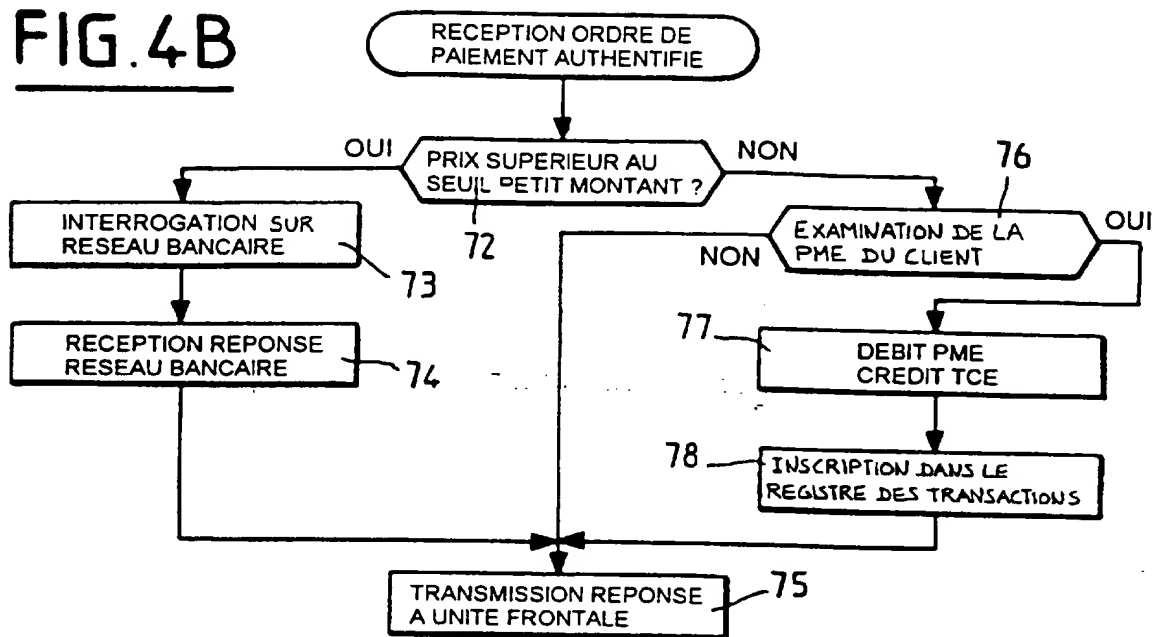 FIG.4B
RECEPTION ORDRE DE
PAIEMENT AUTHENTIFIE
OUI
PRIX SUPERIEUR AU
SEUIL PETIT MONTANT ?
NON
72
76
INTERROGATION SUR
RESEAU BANCAIRE
73
EXAMINATION DE LA
PME DU CLIENT
OUI
NON
RECEPTION REPONSE
RESEAU BANCAIRE
74
77
DEBIT PME
CREDIT TCE
78
INSCRIPTION DANS LE
REGISTRE DES TRANSACTIONS
TRANSMISSION REPONSE
A UNITE FRONTALE
75